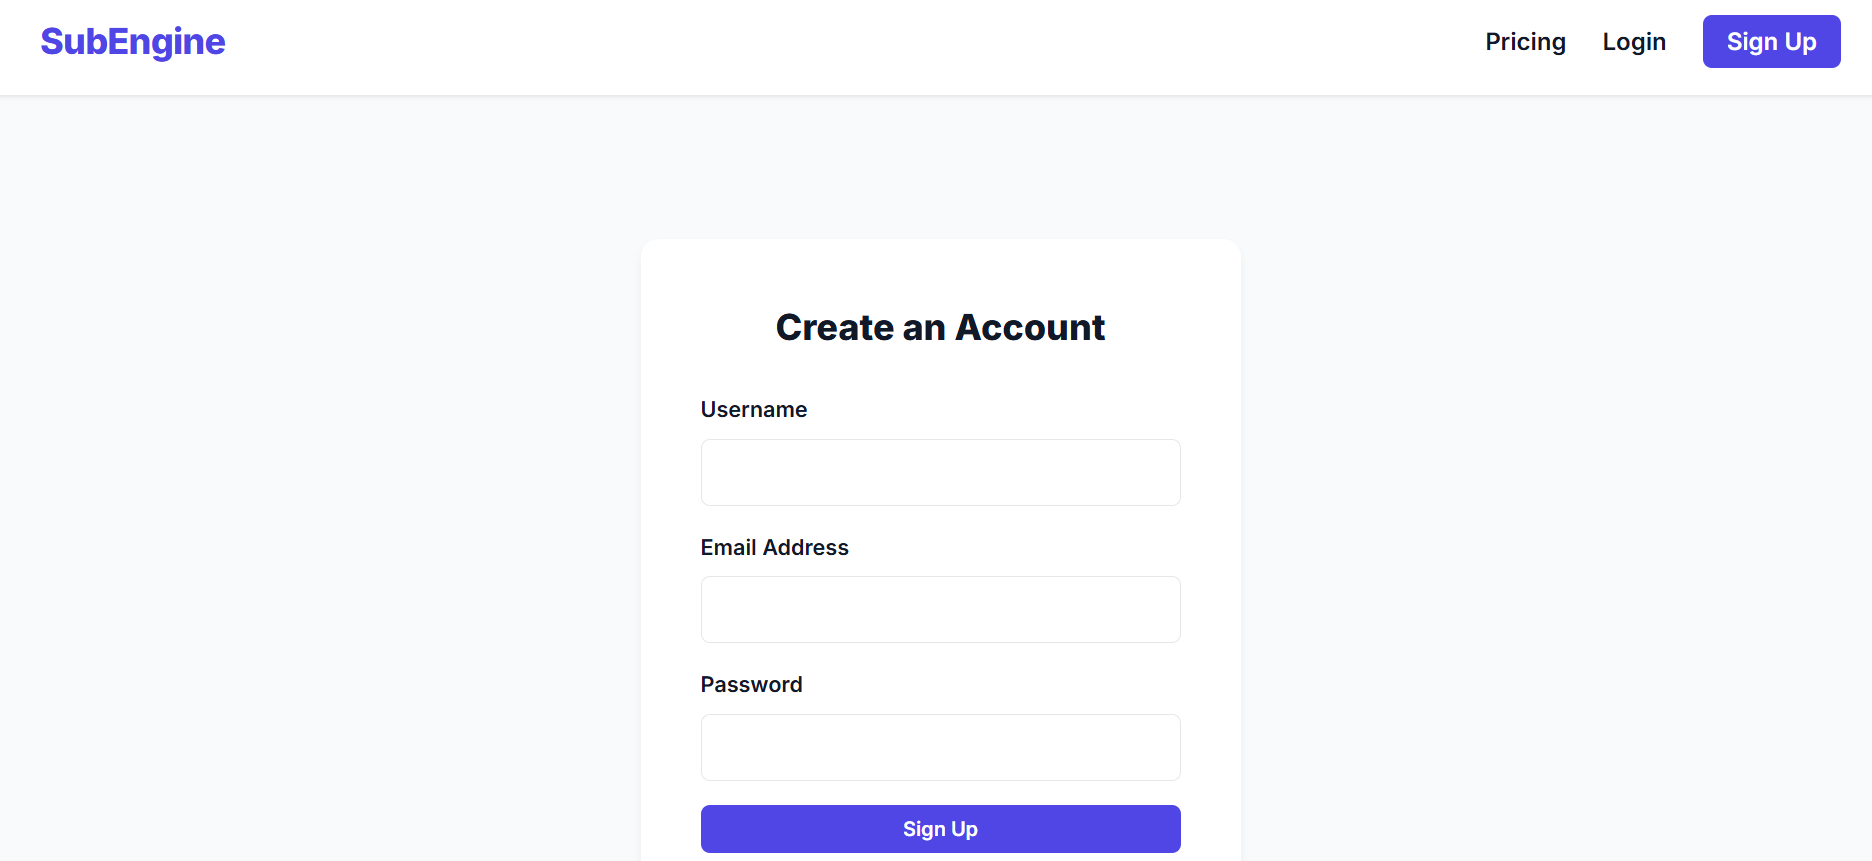 SubEngine
Pricing
Login
Sign Up
Create an Account
Username
Email Address
Password
Sign Up